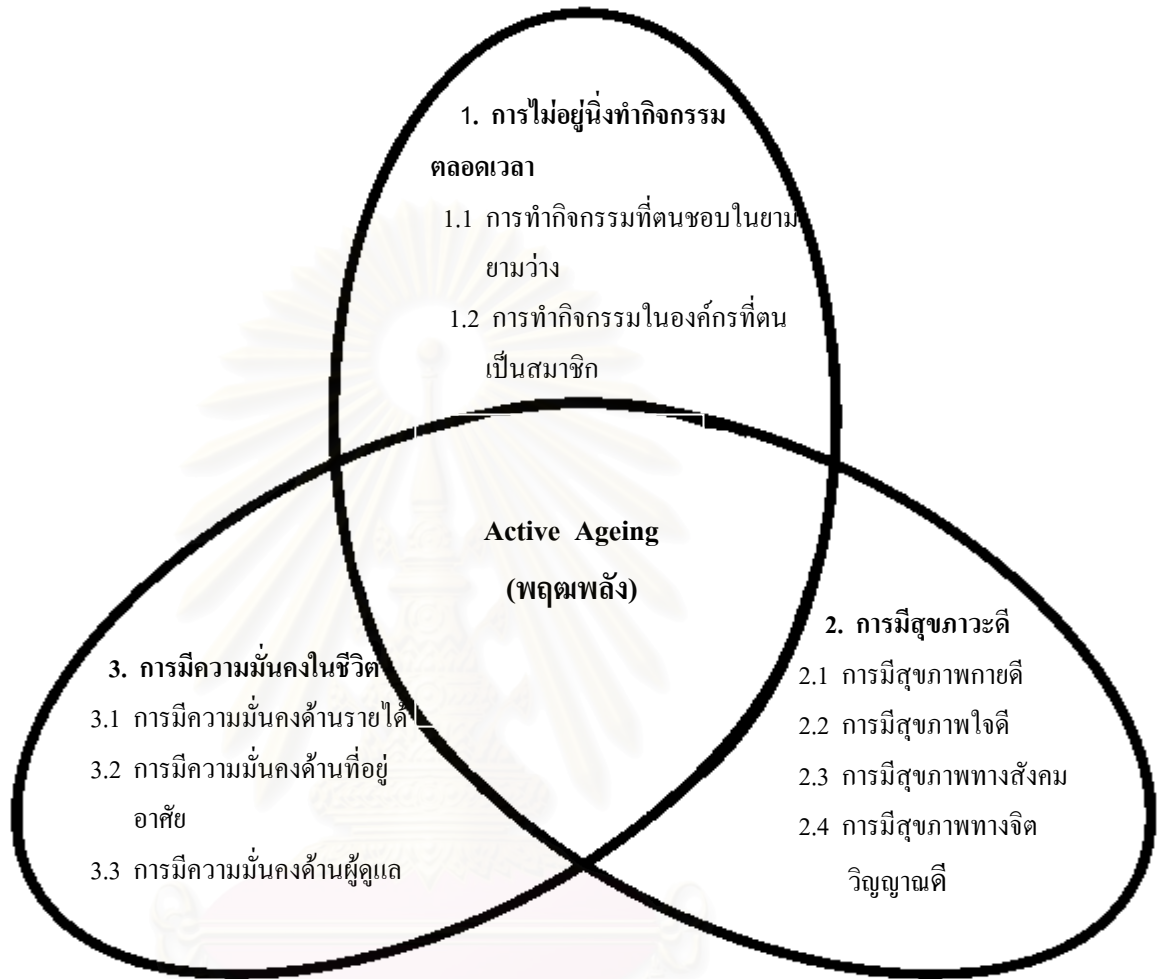 1. การไม่อยู่นิ่งทำกิจกรรม
ตลอดเวลา
1.1 การทำกิจกรรมที่ตนชอบในยาม
ยามว่าง
1.2 การทำกิจกรรมในองค์กรที่ตน
เป็นสมาชิก
Active Ageing
(พฤฒพลัง)
2. การมีสุขภาวะดี
2.1 การมีสุขภาพกายดี
2.2 การมีสุขภาพใจดี
2.3 การมีสุขภาพทางสังคม
2.4 การมีสุขภาพทางจิต
วิญญาณดี
3. การมีความมั่นคงในชีวิต
3.1 การมีความมั่นคงด้านรายได้
3.2 การมีความมั่นคงด้านที่อยู่
อาศัย
3.3 การมีความมั่นคงด้านผู้ดูแล